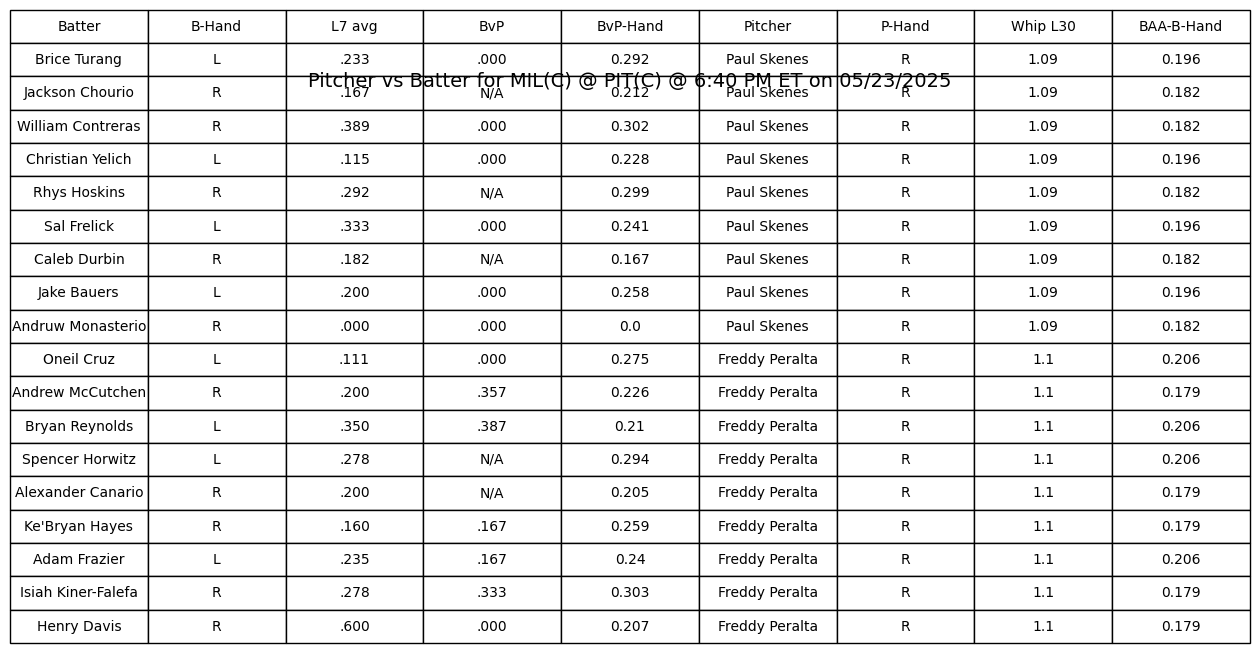 Batter B-Hand L7 avg BvP BvP-Hand Pitcher P-Hand Whip L30 BAA-B-Hand
Brice Turang L .233 .000 0.292 Paul Skenes R 1.09 0.196
Pitcher vs Batter for MIL(C) @ PIT(C) @ 6:40 PM ET on 05/23/2025
Jackson Chourio R .167 N/A 0.212 Paul Skenes R 1.09 0.182
William Contreras R .389 .000 0.302 Paul Skenes R 1.09 0.182
Christian Yelich L .115 .000 0.228 Paul Skenes R 1.09 0.196
Rhys Hoskins R .292 N/A 0.299 Paul Skenes R 1.09 0.182
Sal Frelick L .333 .000 0.241 Paul Skenes R 1.09 0.196
Caleb Durbin R .182 N/A 0.167 Paul Skenes R 1.09 0.182
Jake Bauers L .200 .000 0.258 Paul Skenes R 1.09 0.196
Andruw Monasterio R .000 .000 0.0 Paul Skenes R 1.09 0.182
Oneil Cruz L .111 .000 0.275 Freddy Peralta R 1.1 0.206
Andrew McCutchen R .200 .357 0.226 Freddy Peralta R 1.1 0.179
Bryan Reynolds L .350 .387 0.21 Freddy Peralta R 1.1 0.206
Spencer Horwitz L .278 N/A 0.294 Freddy Peralta R 1.1 0.206
Alexander Canario R .200 N/A 0.205 Freddy Peralta R 1.1 0.179
Ke'Bryan Hayes R .160 .167 0.259 Freddy Peralta R 1.1 0.179
Adam Frazier L .235 .167 0.24 Freddy Peralta R 1.1 0.206
Isiah Kiner-Falefa R .278 .333 0.303 Freddy Peralta R 1.1 0.179
Henry Davis R .600 .000 0.207 Freddy Peralta R 1.1 0.179